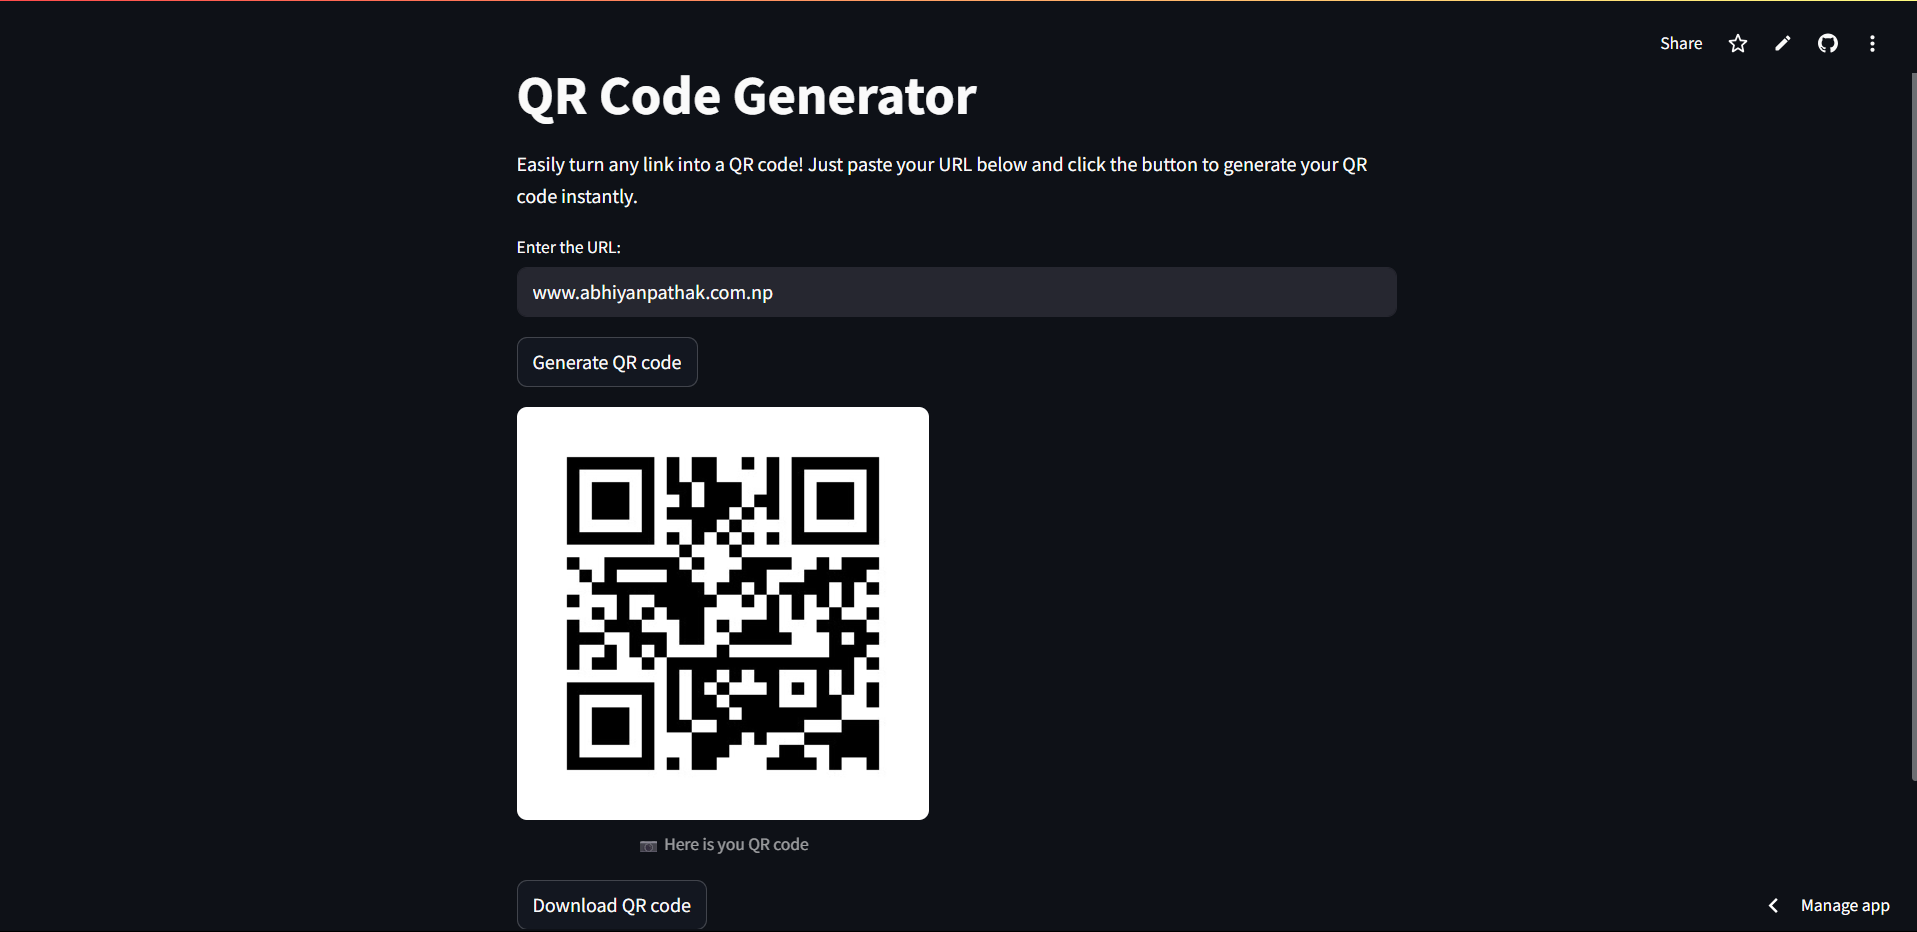 Share
QR Code Generator
Easily turn any link into a QR code! Just paste your URL below and click the button to generate your QR
code instantly.
Enter the URL:
www.abhiyanpathak.com.np
Generate QR code
Here is you QR code
Download QR code
Manage app